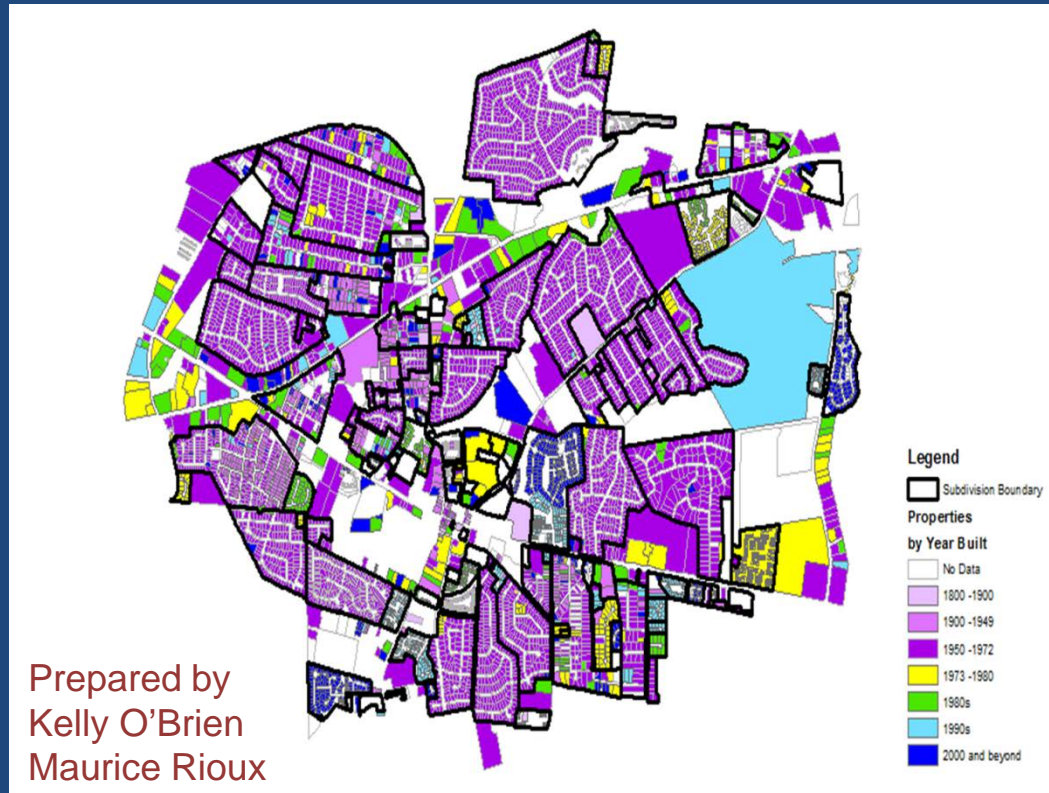 Legend
Subdivision Boundary
Properties
by Year Built
No Data
1800 -1900
1900 -1949
1950 -1972
1973 -1980
1980s
1990s
2000 and beyond
Prepared by
Kelly O’Brien
Maurice Rioux